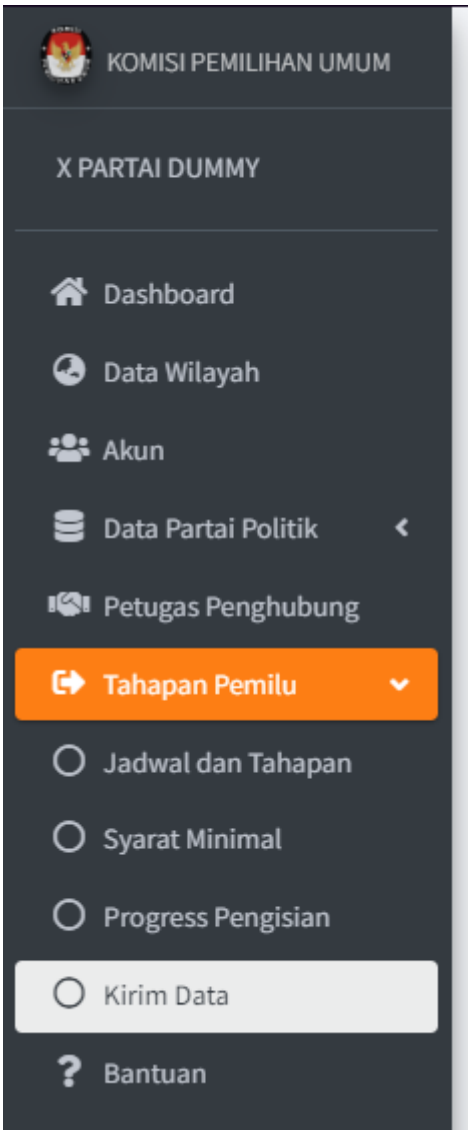 KOMISI PEMILIHAN UMUM
X PARTAI DUMMY
Dashboard
Data Wilayah
Akun
Data Partai Politik
Petugas Penghubung
Tahapan Pemilu
Jadwal dan Tahapan
Syarat Minimal
Progress Pengisian
Kirim Data
Bantuan